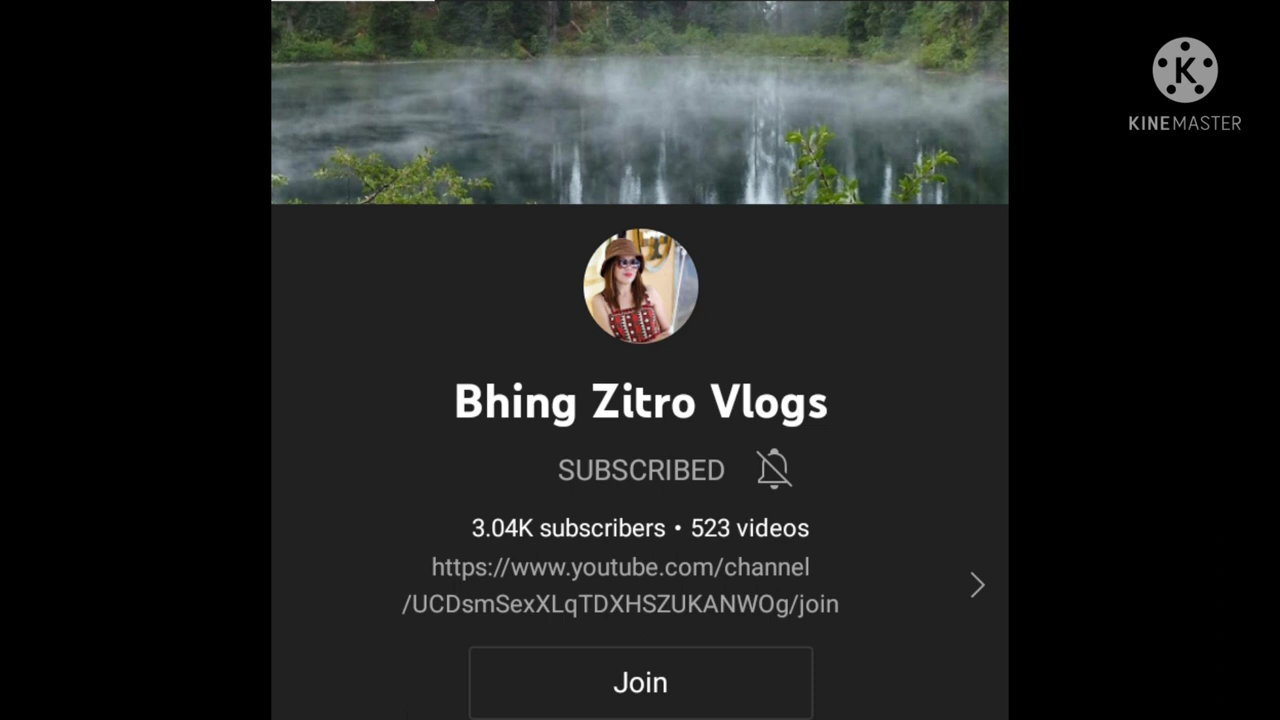 KINEMASTER
Bhing Zitro Vlogs
SUBSCRIBED
3.04K subscribers • 523 videos
https://www.youtube.com/channel
/UCDsmSexXLqTDXHSZUKANWOg/join
Join